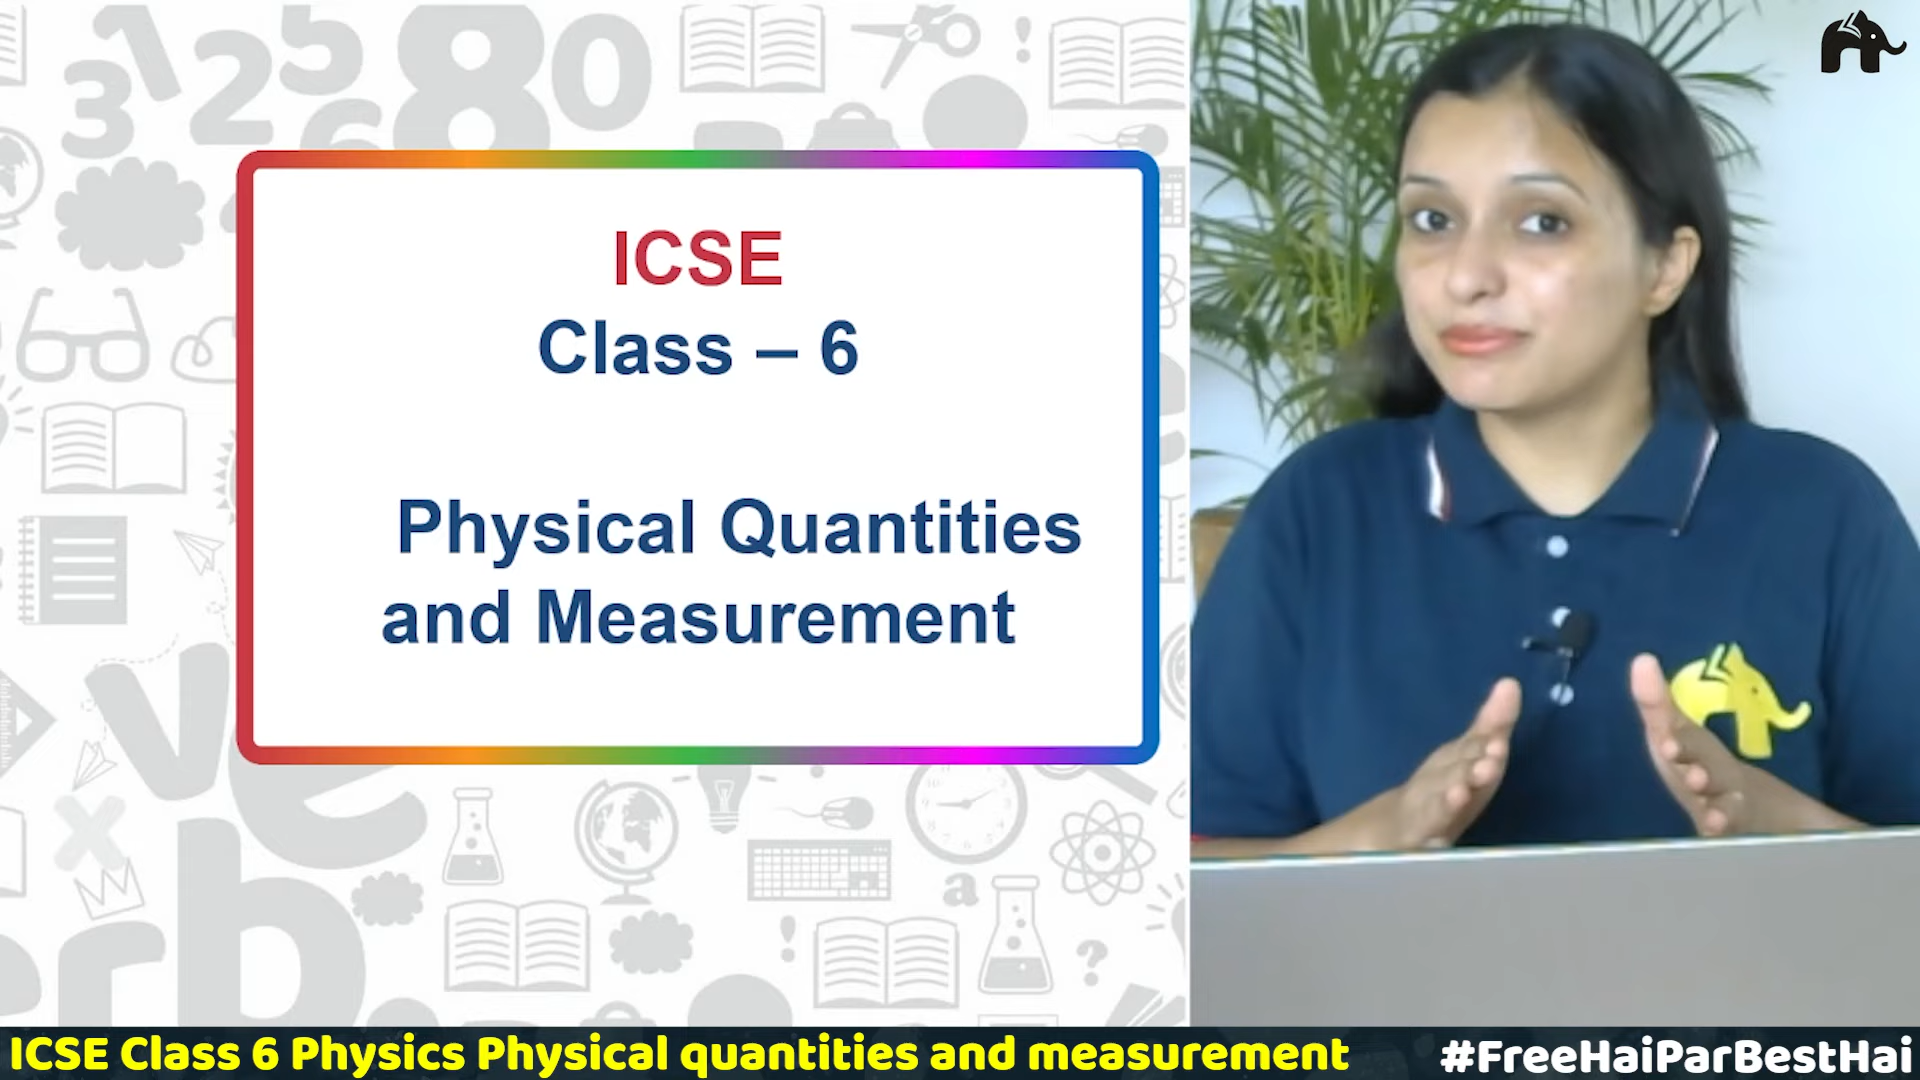 ICSE
Class – 6
Physical Quantities
and Measurement
ICSE Class 6 Physics Physical quantities and measurement
#FreeHaiParBestHai